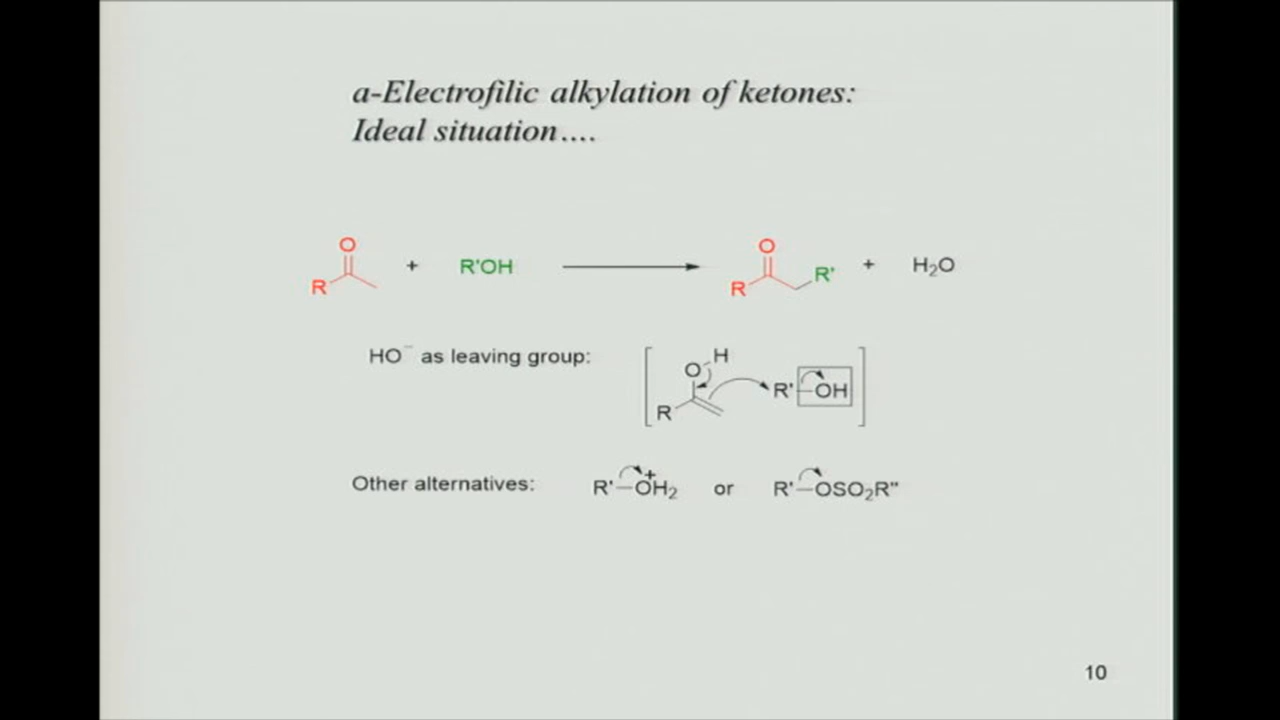 a-Electrofilic alkylation of ketones:
Ideal situation....
O
R
+ R'OH
O
R
R' + H₂O
HO⁻ as leaving group:
O H
R
R' OH
Other alternatives: R'—OH₂⁺ or R'—OSO₂R"
10